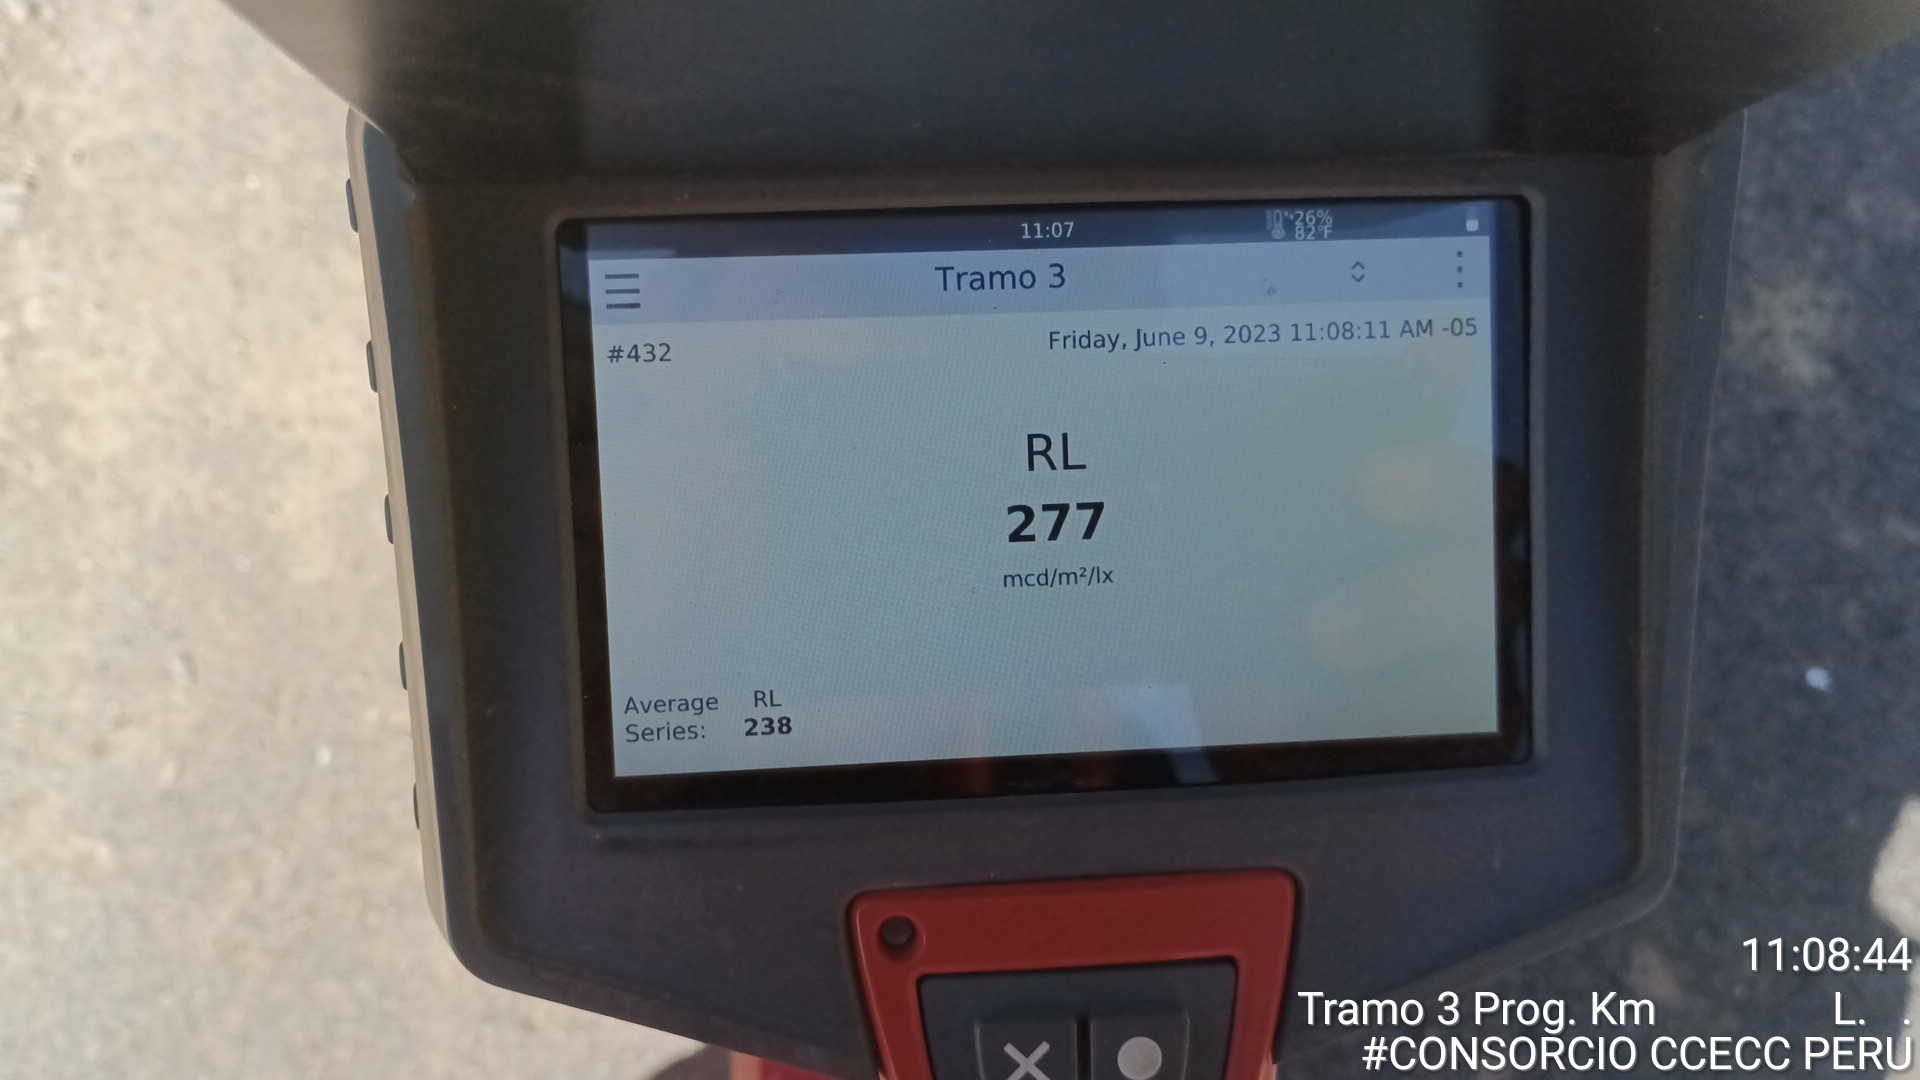 11:07
26%
82°F
Tramo 3
#432
Friday, June 9, 2023 11:08:11 AM -05
RL
277
mcd/m²/lx
Average RL
Series: 238
11:08:44
Tramo 3 Prog. Km L. .
#CONSORCIO CCECC PERU